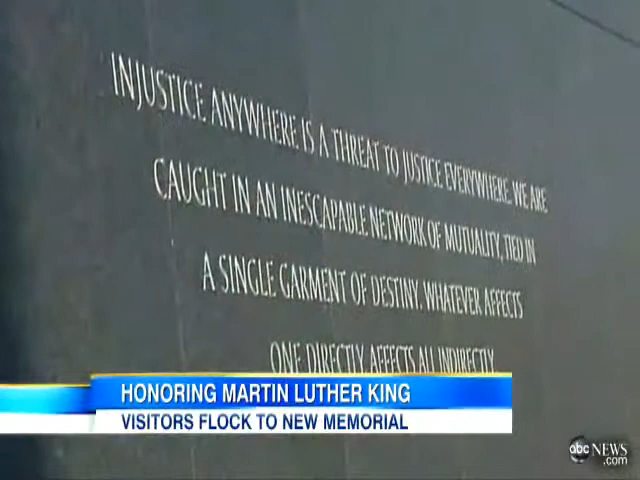 INJUSTICE ANYWHERE IS A THREAT TO JUSTICE EVERYWHERE. WE ARE
CAUGHT IN AN INESCAPABLE NETWORK OF MUTUALITY, TIED IN
A SINGLE GARMENT OF DESTINY. WHATEVER AFFECTS
ONE DIRECTLY, AFFECTS ALL INDIRECTLY.
HONORING MARTIN LUTHER KING
VISITORS FLOCK TO NEW MEMORIAL
abc NEWS
.com